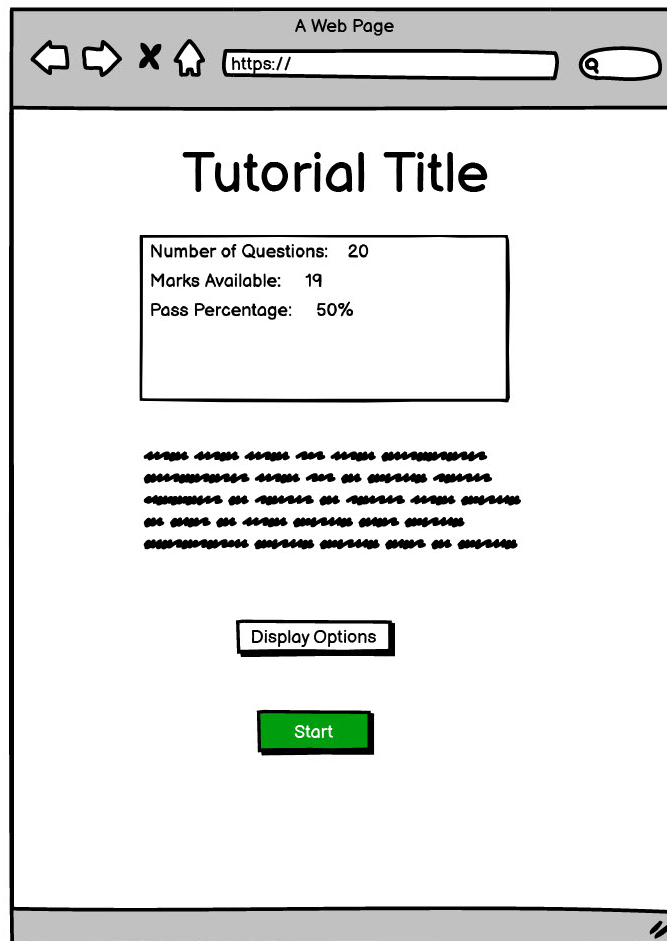 A Web Page
https://
Tutorial Title
Number of Questions: 20
Marks Available: 19
Pass Percentage: 50%
Display Options
Start